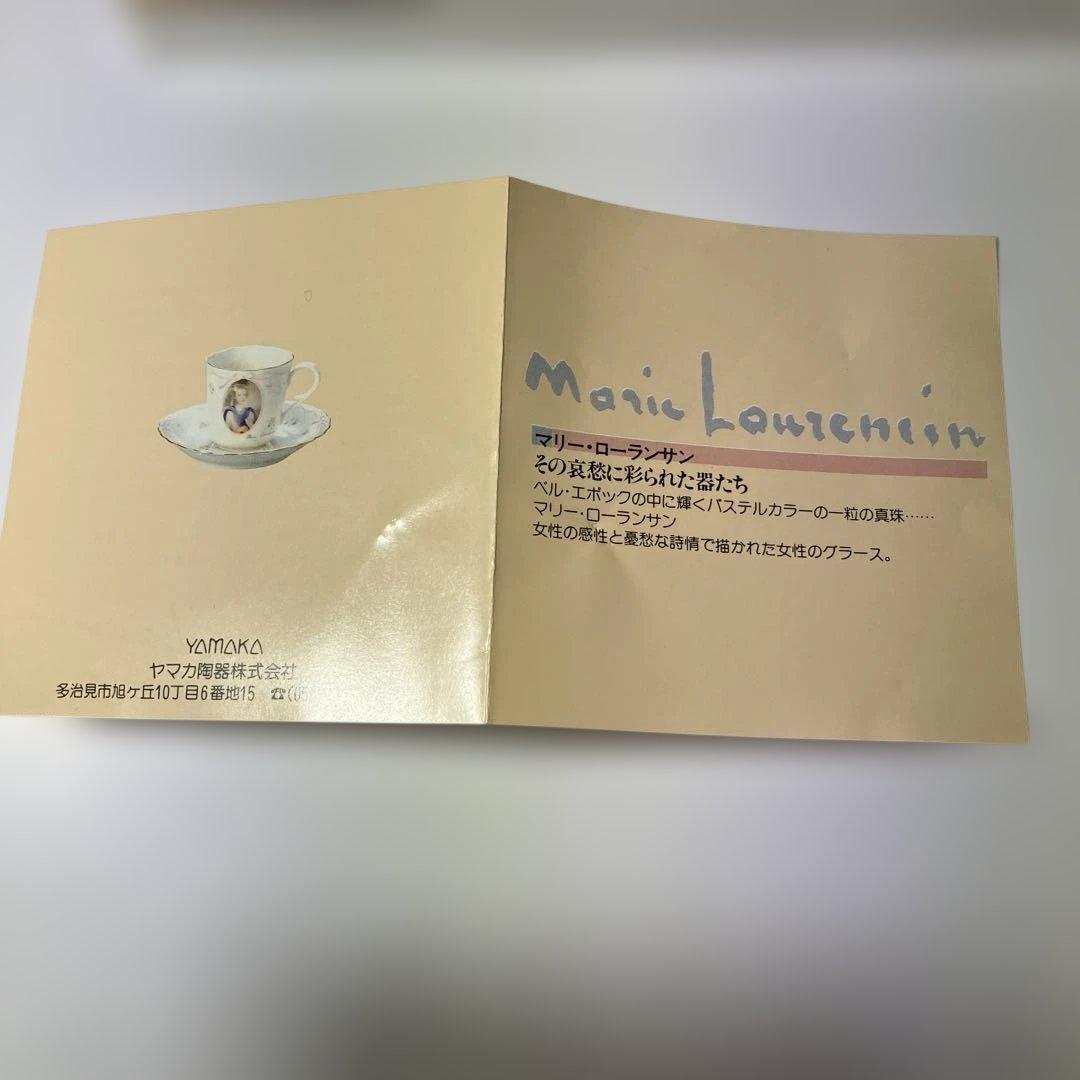 Marie Laurencin
マリー・ローランサン
その哀愁に彩られた器たち
ベル・エポックの中に輝くパステルカラーの一粒の真珠……
マリー・ローランサン
女性の感性と憂愁な詩情で描かれた女性のグラース。
YAMAKA
ヤマカ陶器株式会社
多治見市旭ケ丘10丁目6番地15 ☎(05